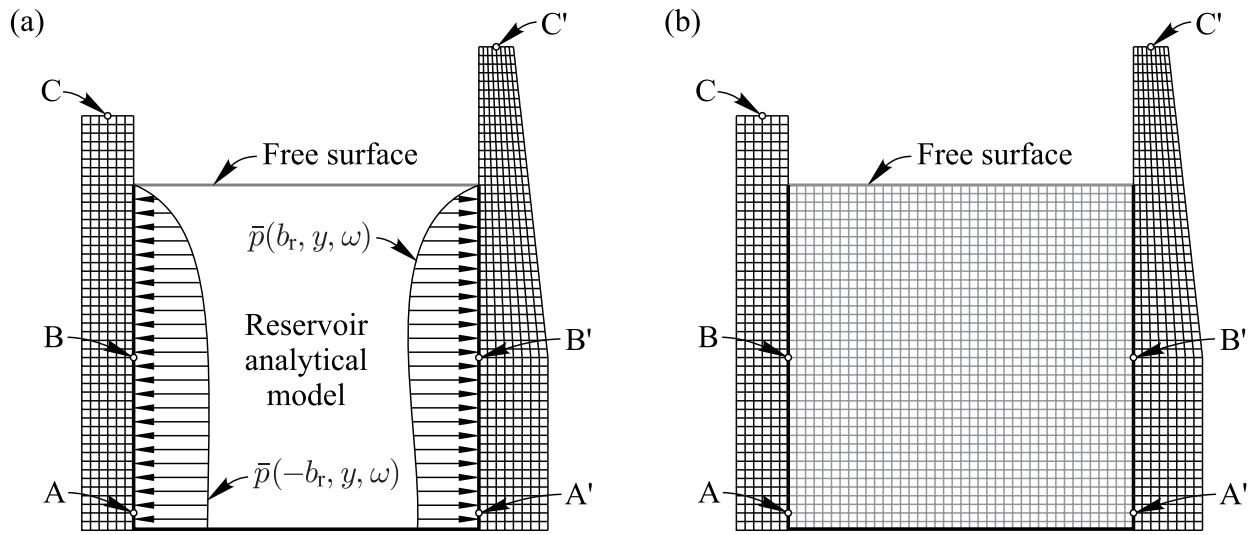 (a)
C'
C
Free surface
p̄(b_r, y, ω)
Reservoir
analytical
model
B
B'
p̄(−b_r, y, ω)
A
A'
(b)
C'
C
Free surface
B
B'
A
A'